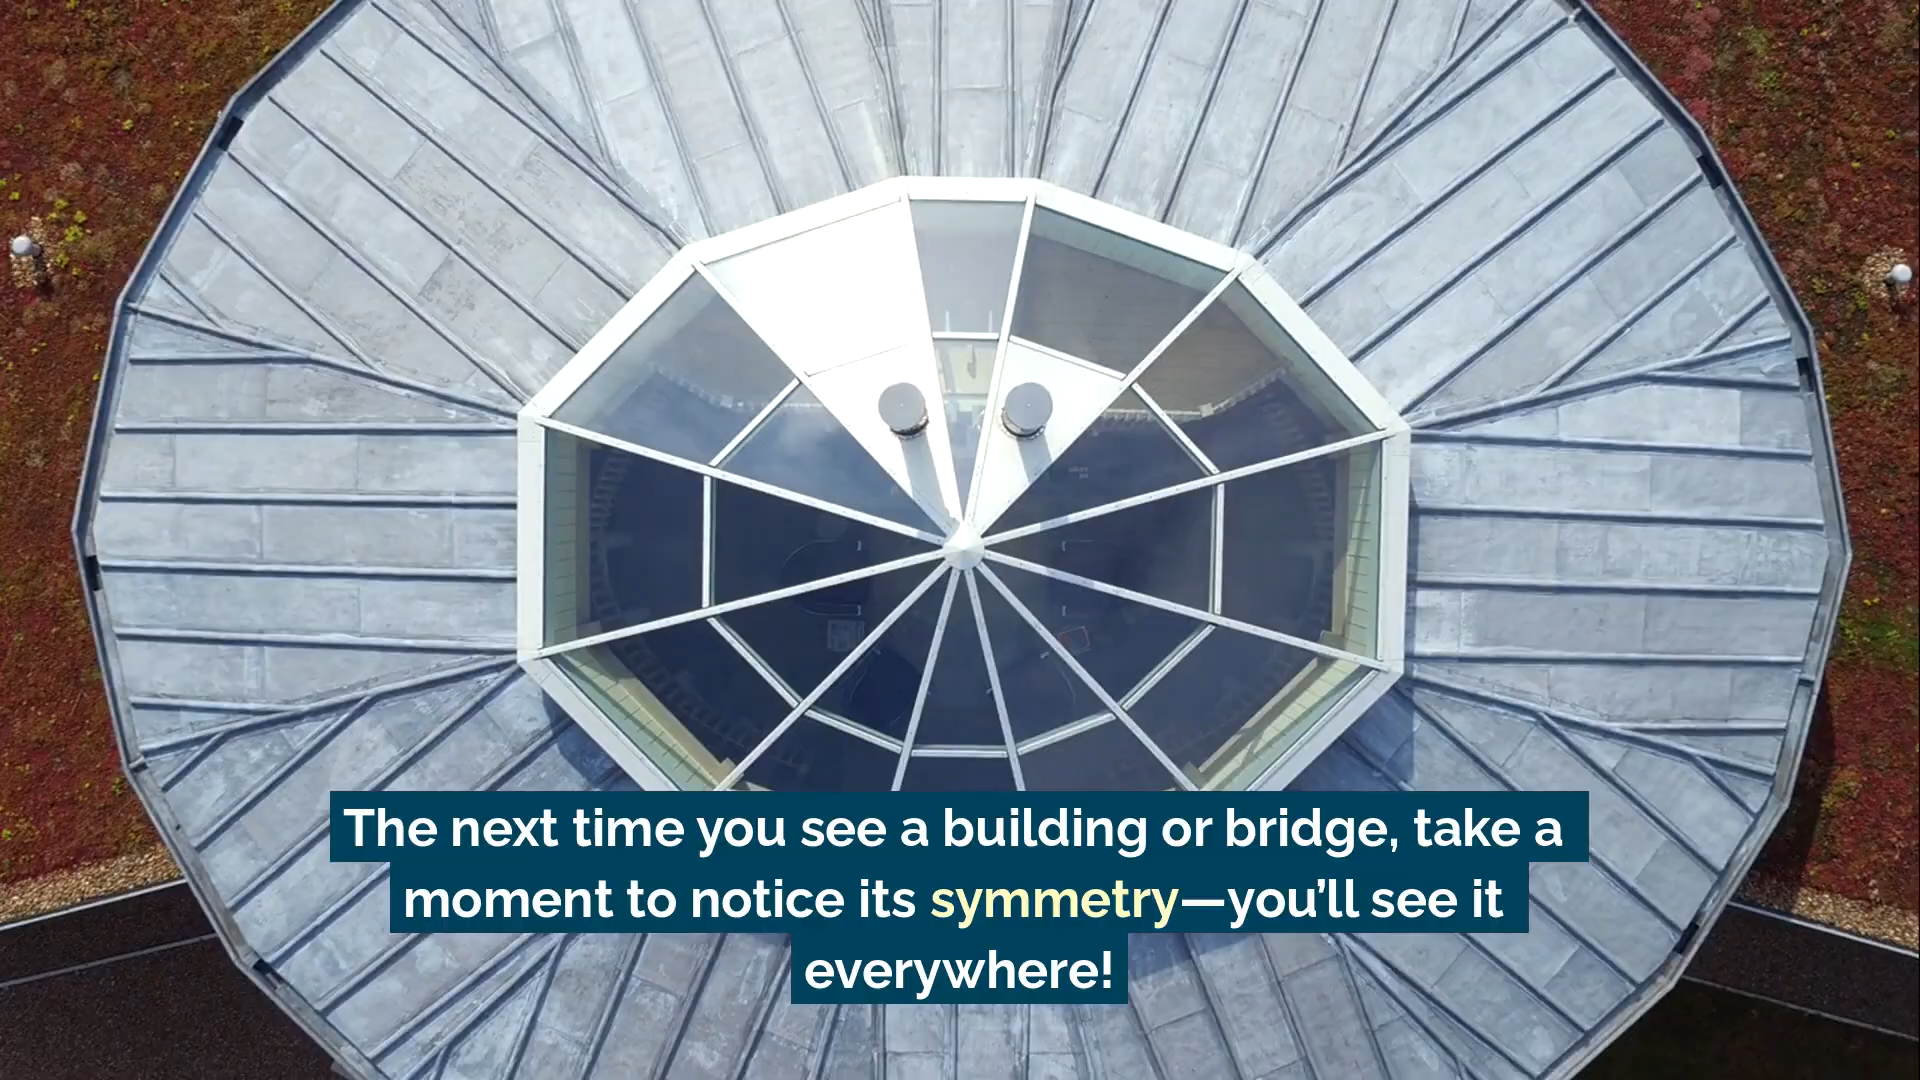 The next time you see a building or bridge, take a
moment to notice its symmetry—you’ll see it
everywhere!